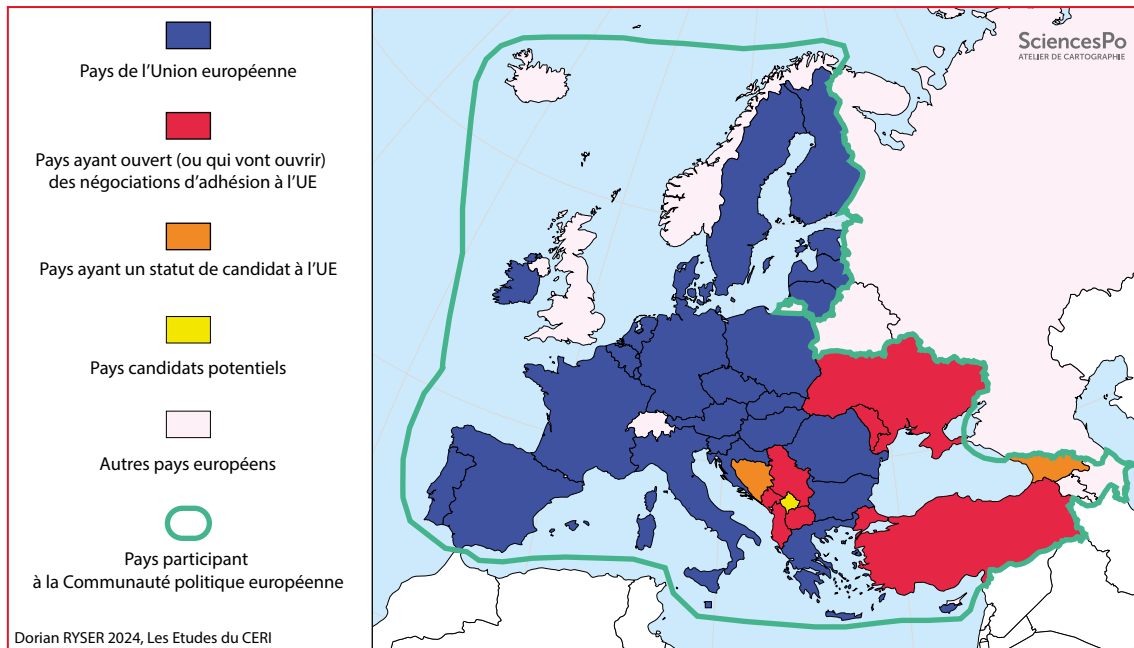 Pays de l’Union européenne
Pays ayant ouvert (ou qui vont ouvrir)
des négociations d’adhésion à l’UE
Pays ayant un statut de candidat à l’UE
Pays candidats potentiels
Autres pays européens
Pays participant
à la Communauté politique européenne
Dorian RYSER 2024, Les Etudes du CERI
SciencesPo
ATELIER DE CARTOGRAPHIE